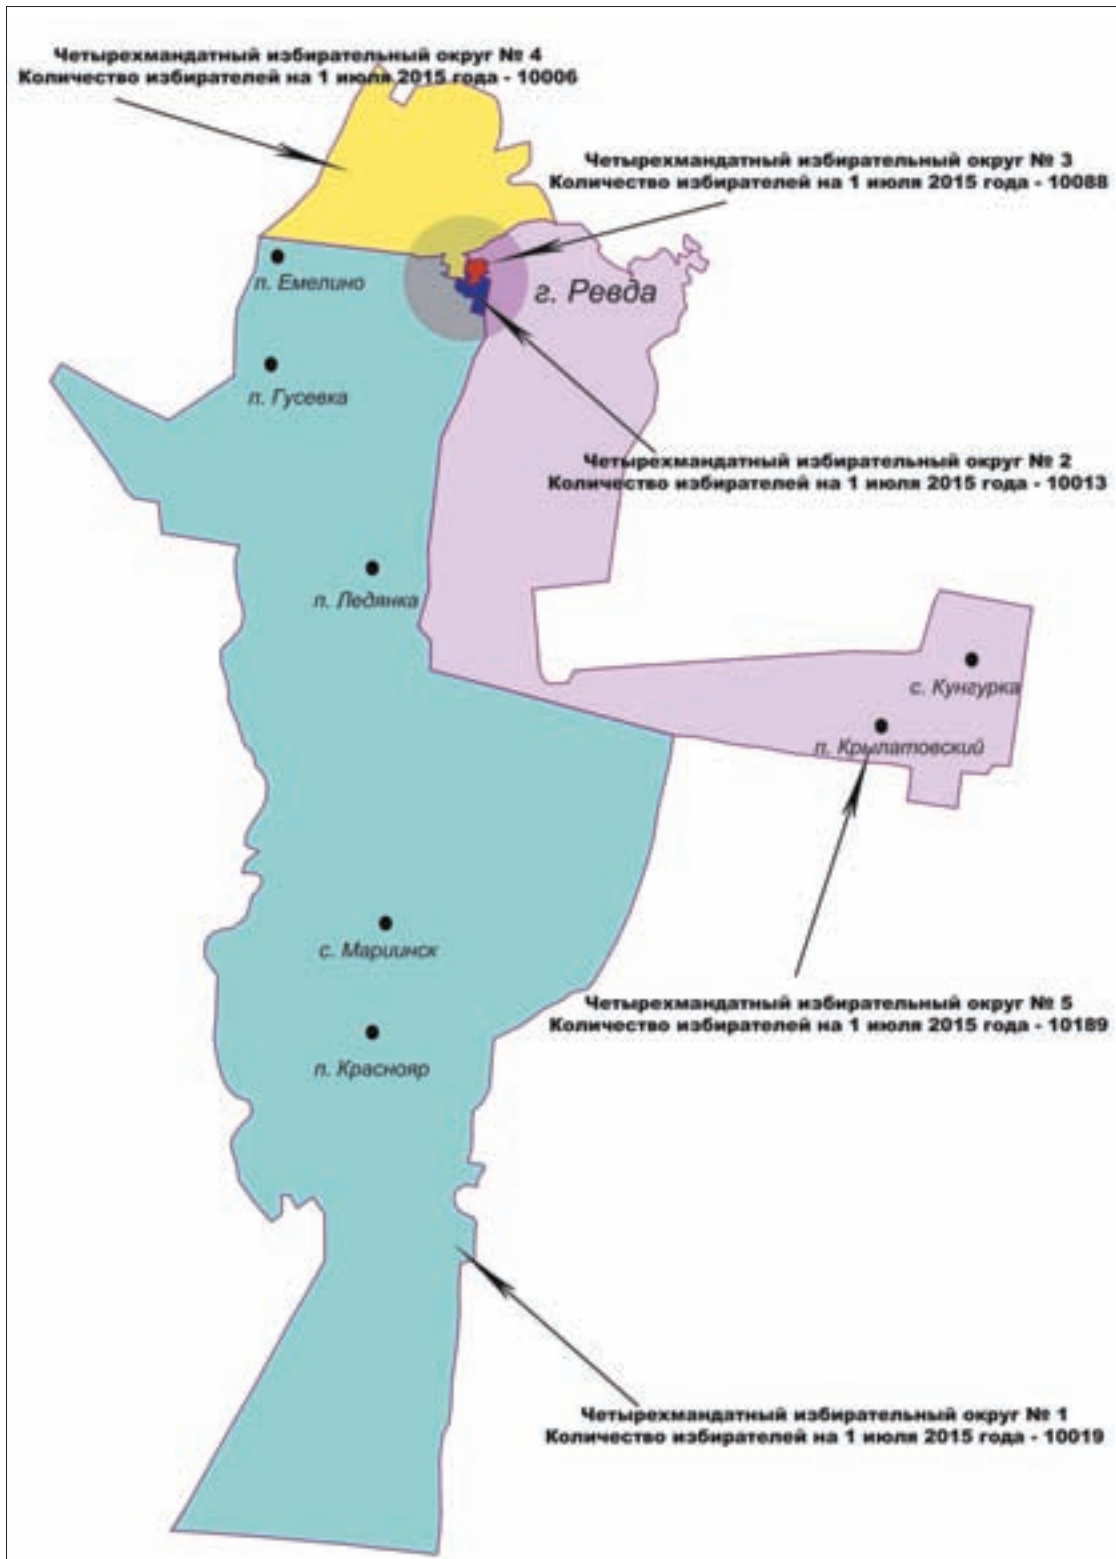 Четырехмандатный избирательный округ № 4
Количество избирателей на 1 июля 2015 года - 10006
Четырехмандатный избирательный округ № 3
Количество избирателей на 1 июля 2015 года - 10088
п. Емелино
г. Ревда
п. Гусевка
Четырехмандатный избирательный округ № 2
Количество избирателей на 1 июля 2015 года - 10013
п. Ледянка
с. Кунгурка
п. Крылатовский
с. Мариинск
Четырехмандатный избирательный округ № 5
Количество избирателей на 1 июля 2015 года - 10189
п. Краснояр
Четырехмандатный избирательный округ № 1
Количество избирателей на 1 июля 2015 года - 10019